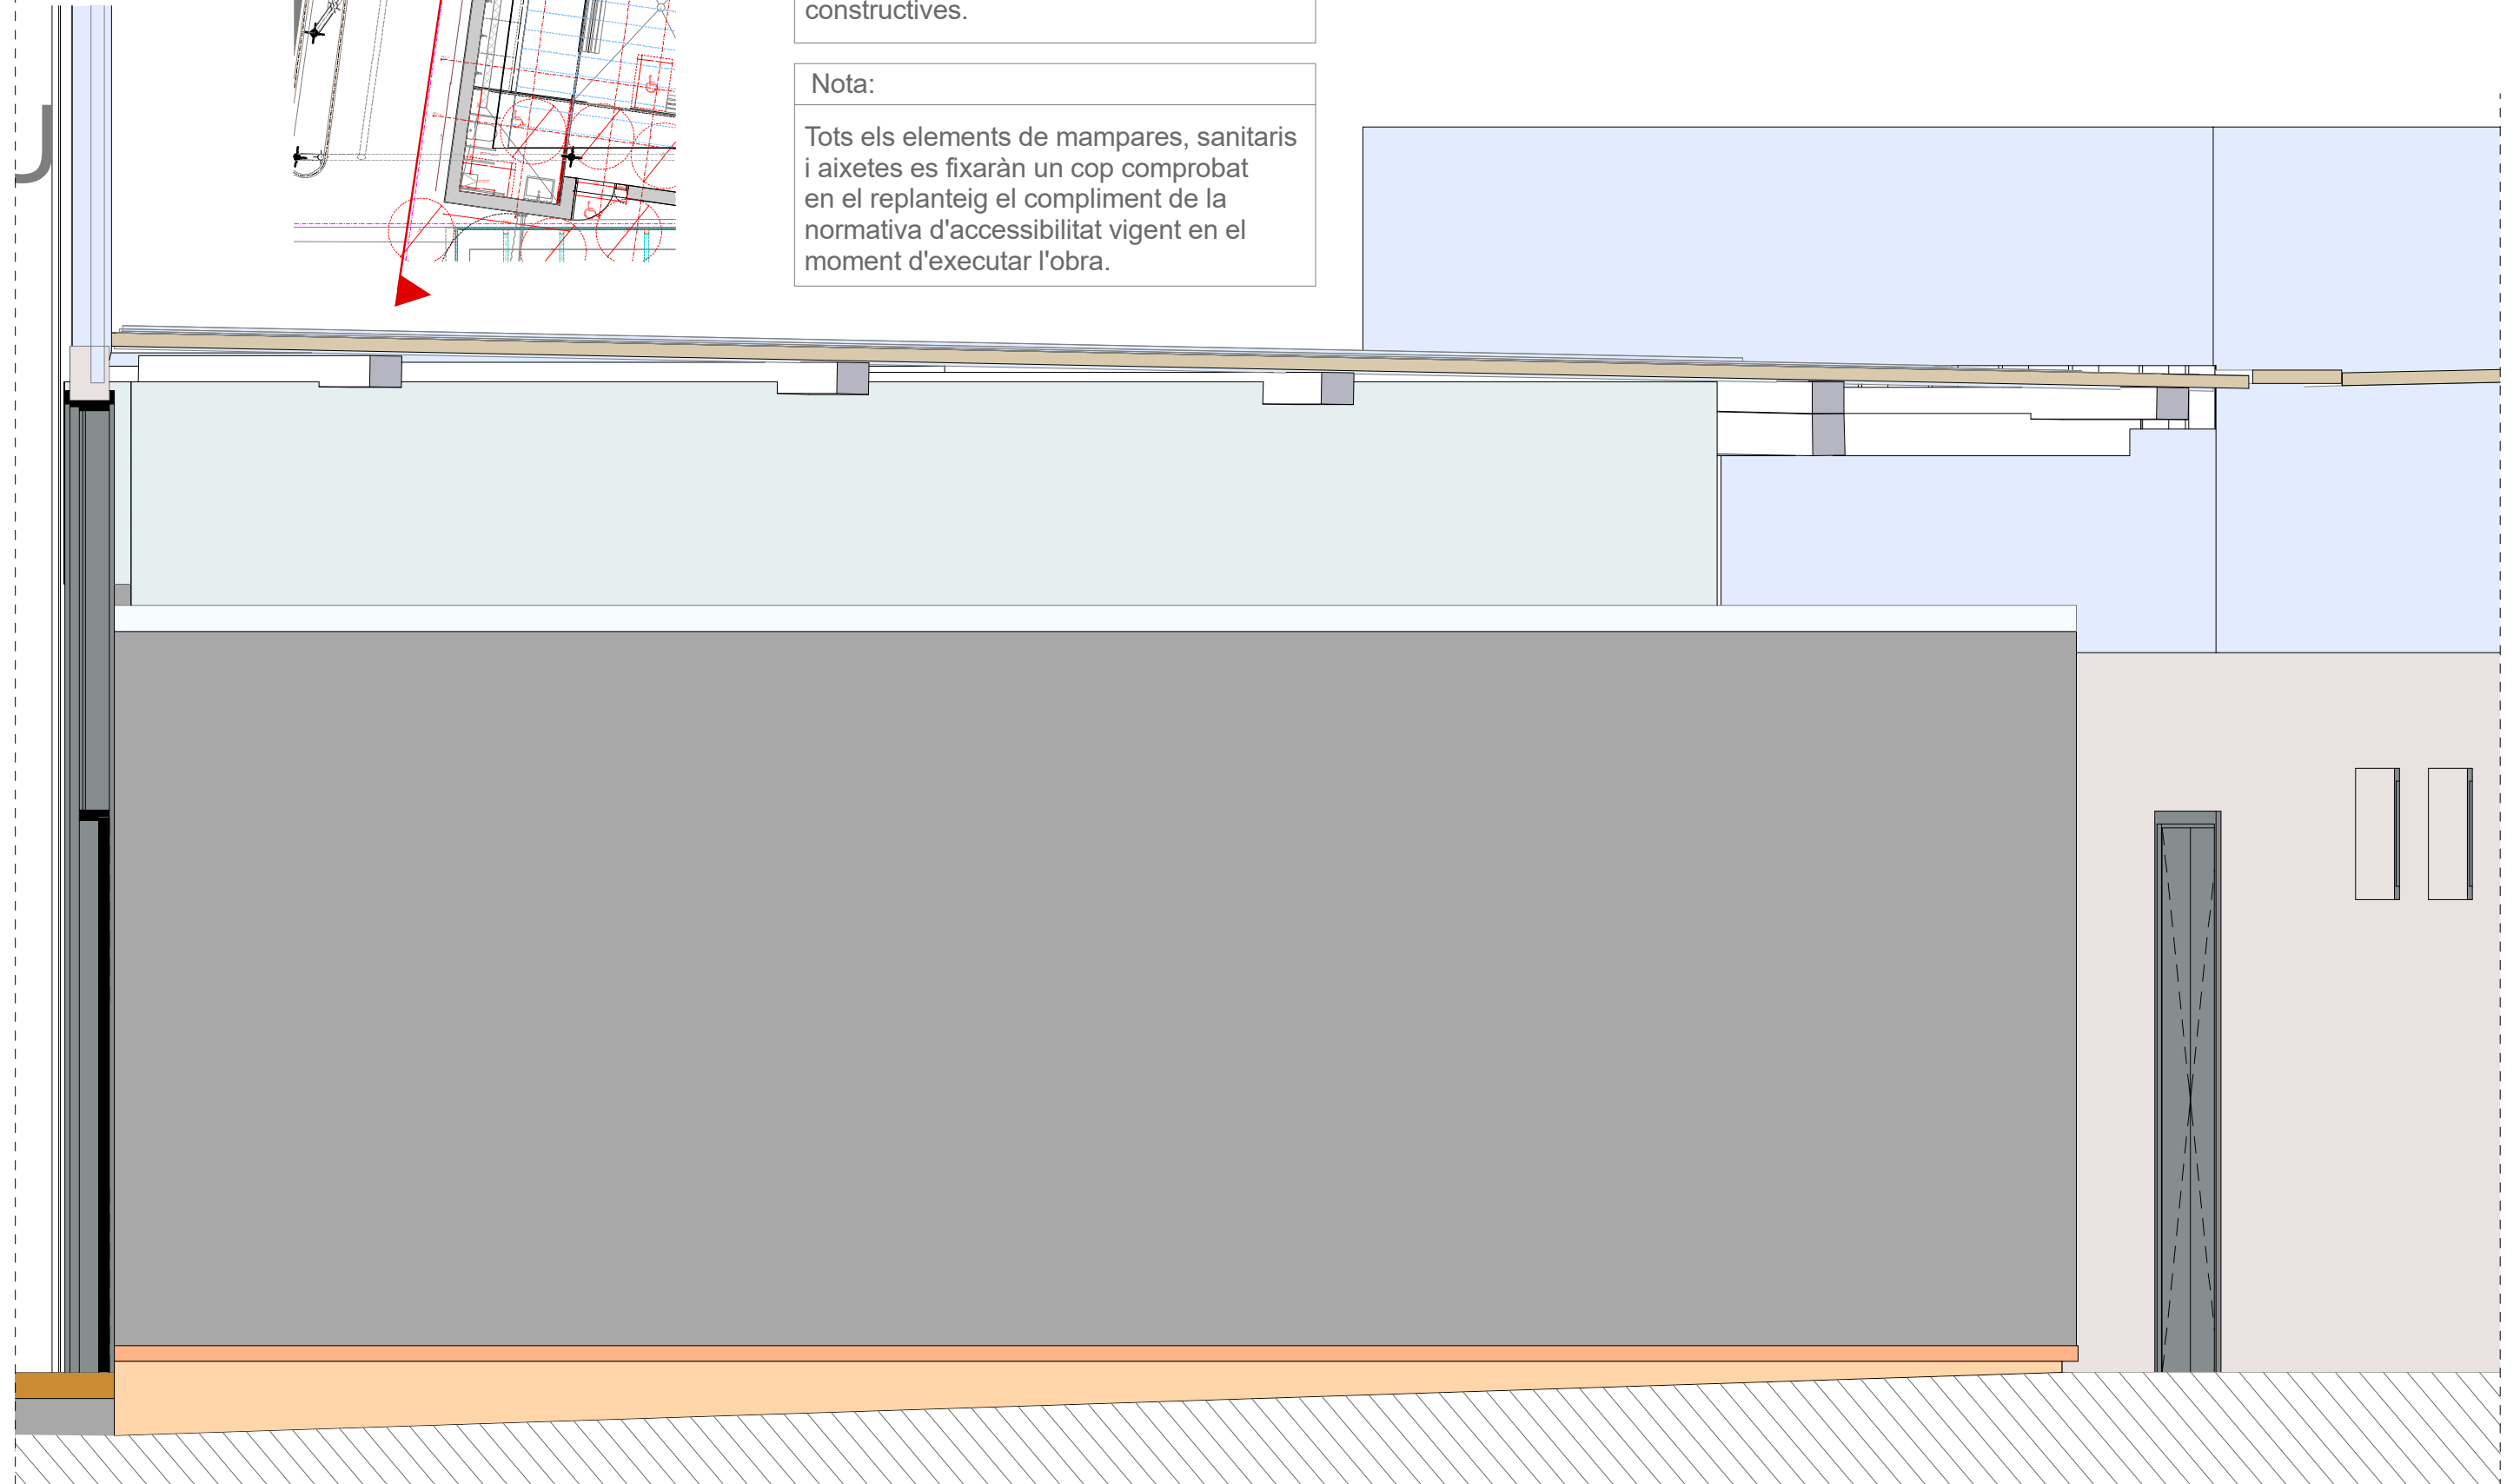 constructives.
Nota:
Tots els elements de mampares, sanitaris
i aixetes es fixaràn un cop comprobat
en el replanteig el compliment de la
normativa d'accessibilitat vigent en el
moment d'executar l'obra.